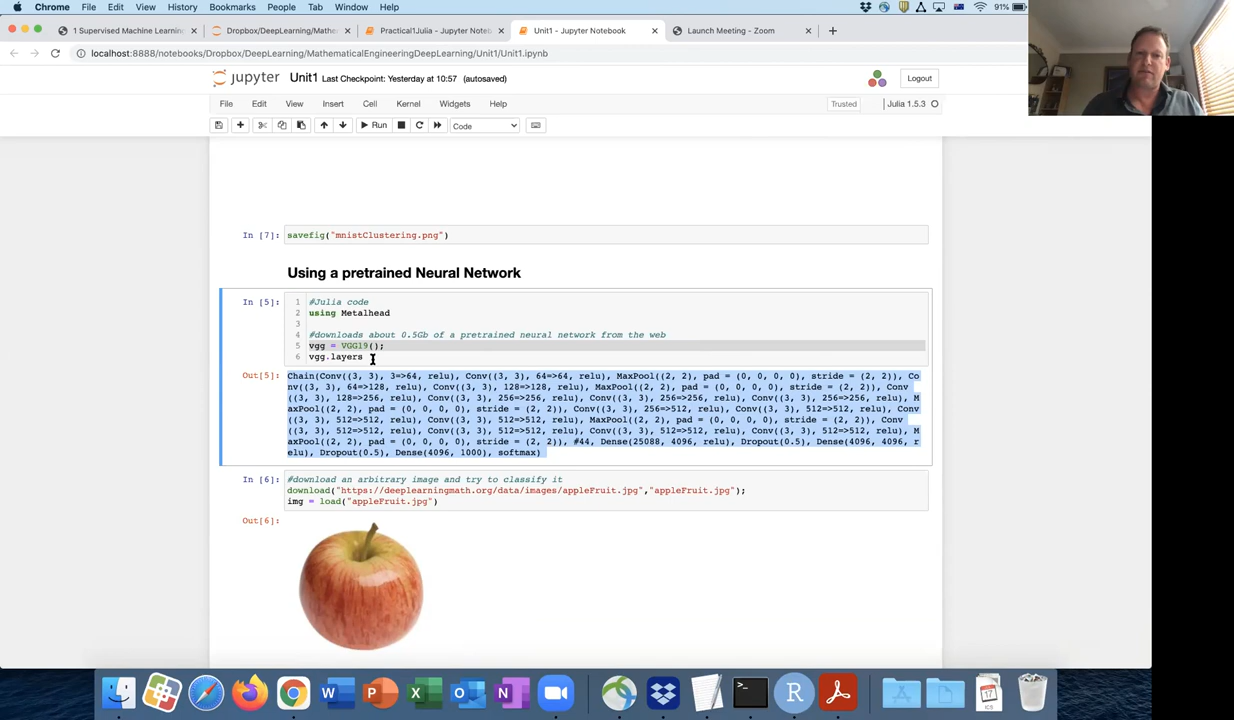 Chrome File Edit View History Bookmarks People Tab Window Help 91%
1 Supervised Machine Learning Dropbox/DeepLearning/Mathe Practical1Julia - Jupyter Noteb Unit1 - Jupyter Notebook Launch Meeting - Zoom
localhost:8888/notebooks/Dropbox/DeepLearning/MathematicalEngineeringDeepLearning/Unit1/Unit1.ipynb
jupyter Unit1 Last Checkpoint: Yesterday at 10:57 (autosaved) Logout
File Edit View Insert Cell Kernel Widgets Help Trusted Julia 1.5.3
Run Code
In [7]: savefig("mnistClustering.png")
Using a pretrained Neural Network
In [5]: 1 #Julia code
2 using Metalhead
3
4 #downloads about 0.5Gb of a pretrained neural network from the web
5 vgg = VGG19();
6 vgg.layers
Out[5]: Chain(Conv((3, 3), 3=>64, relu), Conv((3, 3), 64=>64, relu), MaxPool((2, 2), pad = (0, 0, 0, 0), stride = (2, 2)), Co
nv((3, 3), 64=>128, relu), Conv((3, 3), 128=>128, relu), MaxPool((2, 2), pad = (0, 0, 0, 0), stride = (2, 2)), Conv
((3, 3), 128=>256, relu), Conv((3, 3), 256=>256, relu), Conv((3, 3), 256=>256, relu), Conv((3, 3), 256=>256, relu), M
axPool((2, 2), pad = (0, 0, 0, 0), stride = (2, 2)), Conv((3, 3), 256=>512, relu), Conv((3, 3), 512=>512, relu), Conv
((3, 3), 512=>512, relu), Conv((3, 3), 512=>512, relu), MaxPool((2, 2), pad = (0, 0, 0, 0), stride = (2, 2)), Conv
((3, 3), 512=>512, relu), Conv((3, 3), 512=>512, relu), Conv((3, 3), 512=>512, relu), Conv((3, 3), 512=>512, relu), M
axPool((2, 2), pad = (0, 0, 0, 0), stride = (2, 2)), #44, Dense(25088, 4096, relu), Dropout(0.5), Dense(4096, 4096, r
elu), Dropout(0.5), Dense(4096, 1000), softmax)
In [6]: #download an arbitrary image and try to classify it
download("https://deeplearningmath.org/data/images/appleFruit.jpg","appleFruit.jpg");
img = load("appleFruit.jpg")
Out[6]: